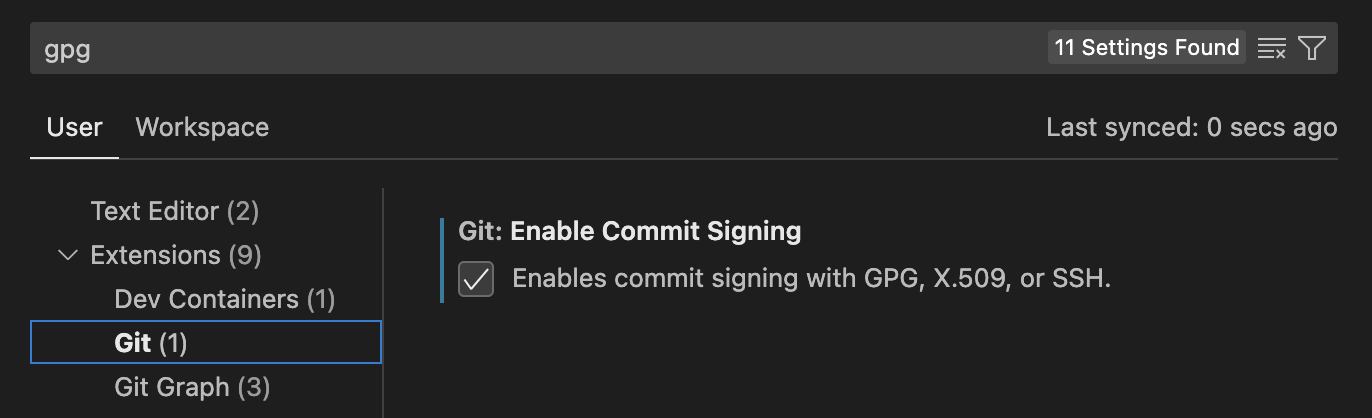 gpg
11 Settings Found
User Workspace
Last synced: 0 secs ago
Text Editor (2)
Extensions (9)
Dev Containers (1)
Git (1)
Git Graph (3)
Git: Enable Commit Signing
Enables commit signing with GPG, X.509, or SSH.